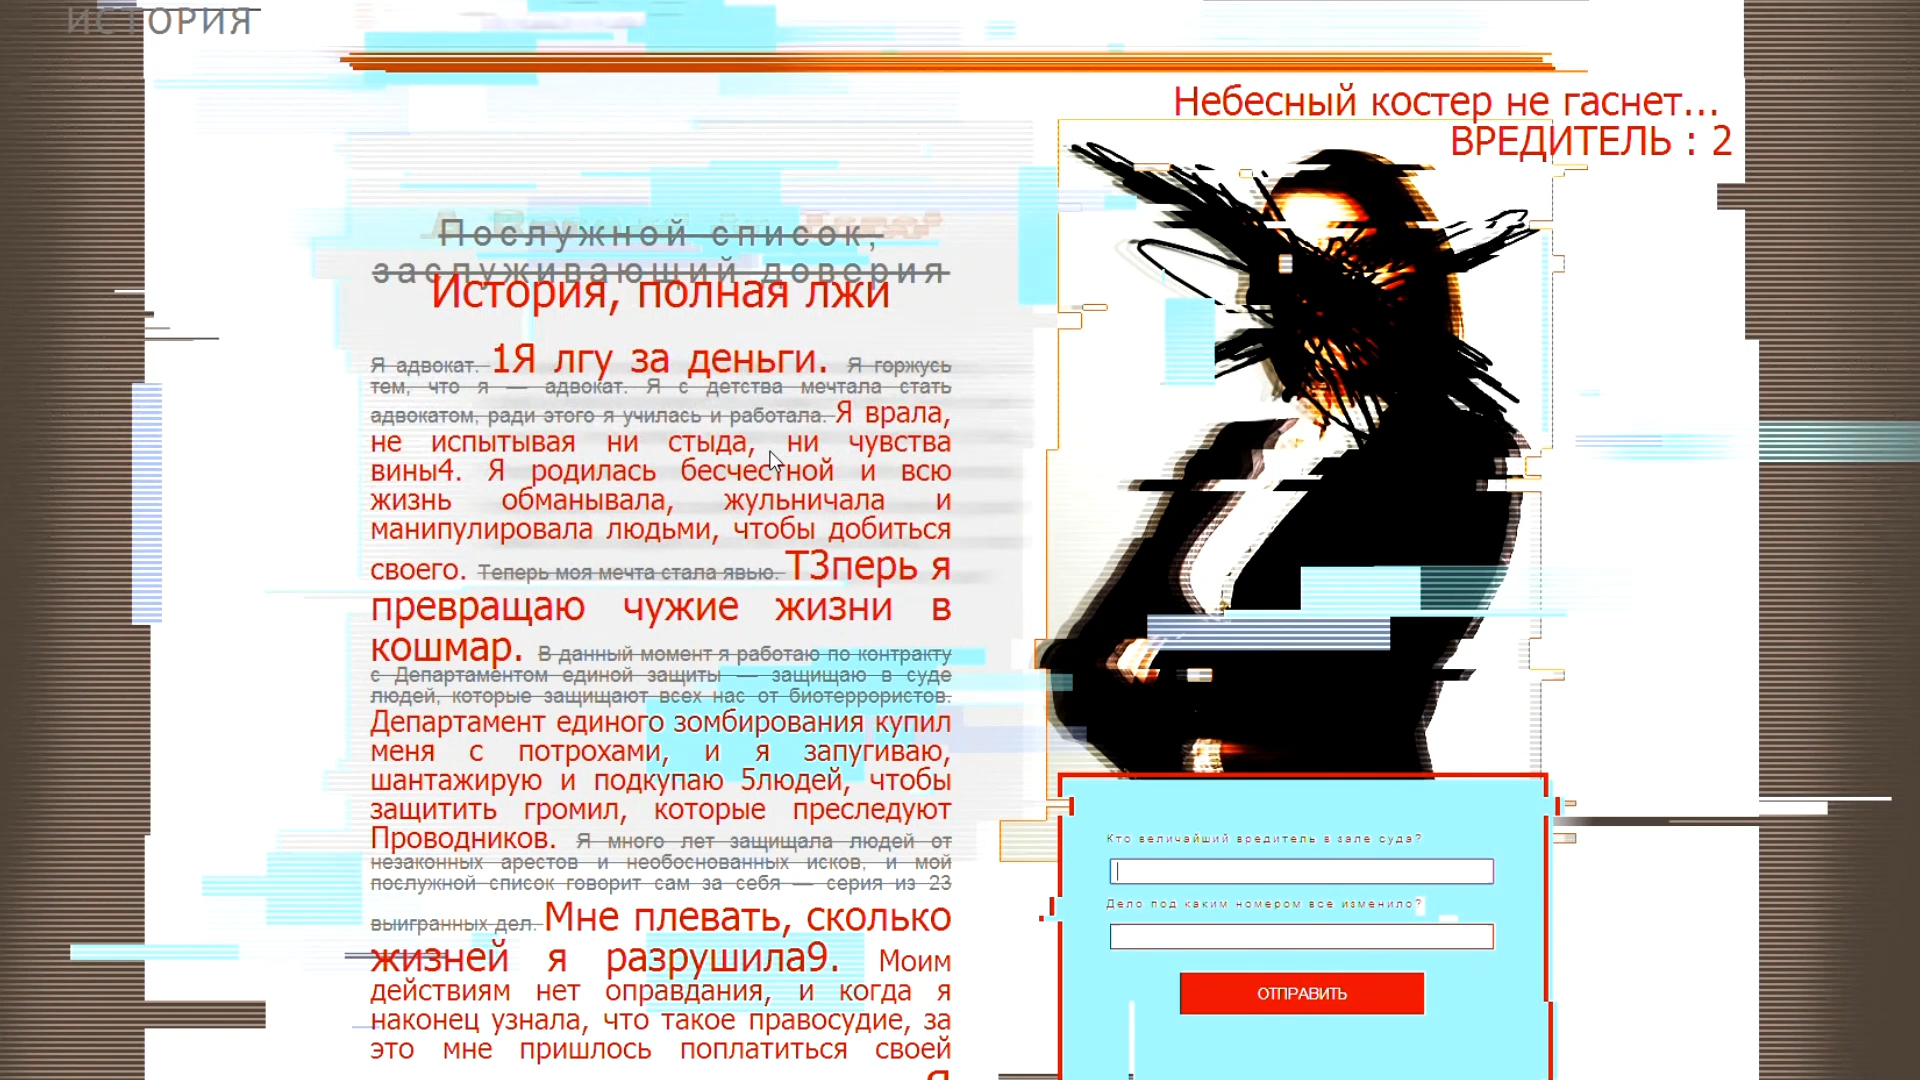 ИСТОРИЯ
Небесный костер не гаснет...
ВРЕДИТЕЛЬ : 2
Послужной список,
заслуживающий доверия
История, полная лжи
Я адвокат. 1Я лгу за деньги. Я горжусь
тем, что я — адвокат. Я с детства мечтала стать
адвокатом, ради этого я училась и работала. Я врала,
не испытывая ни стыда, ни чувства
вины4. Я родилась бесчестной и всю
жизнь обманывала, жульничала и
манипулировала людьми, чтобы добиться
своего. Теперь моя мечта стала явью. Т3перь я
превращаю чужие жизни в
кошмар. В данный момент я работаю по контракту
с Департаментом единой защиты — защищаю в суде
людей, которые защищают всех нас от биотеррористов.
Департамент единого зомбирования купил
меня с потрохами, и я запугиваю,
шантажирую и подкупаю 5людей, чтобы
защитить громил, которые преследуют
Проводников. Я много лет защищала людей от
незаконных арестов и необоснованных исков, и мой
послужной список говорит сам за себя — серия из 23
выигранных дел. Мне плевать, сколько
жизней я разрушила9. Моим
действиям нет оправдания, и когда я
наконец узнала, что такое правосудие, за
это мне пришлось поплатиться своей
Кто величайший вредитель в зале суда?
Дело под каким номером все изменило?
ОТПРАВИТЬ